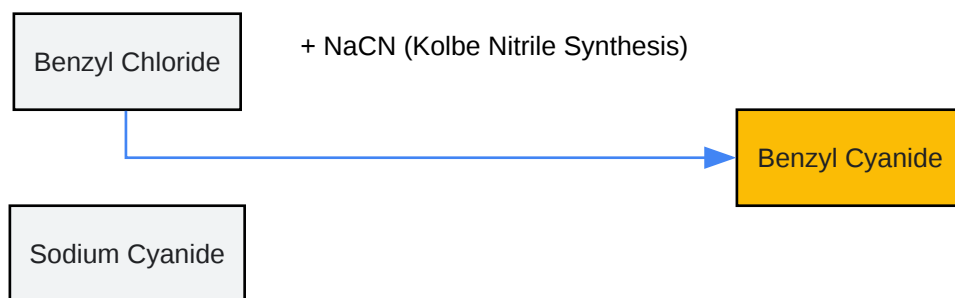 Benzyl Chloride
+ NaCN (Kolbe Nitrile Synthesis)
Benzyl Cyanide
Sodium Cyanide